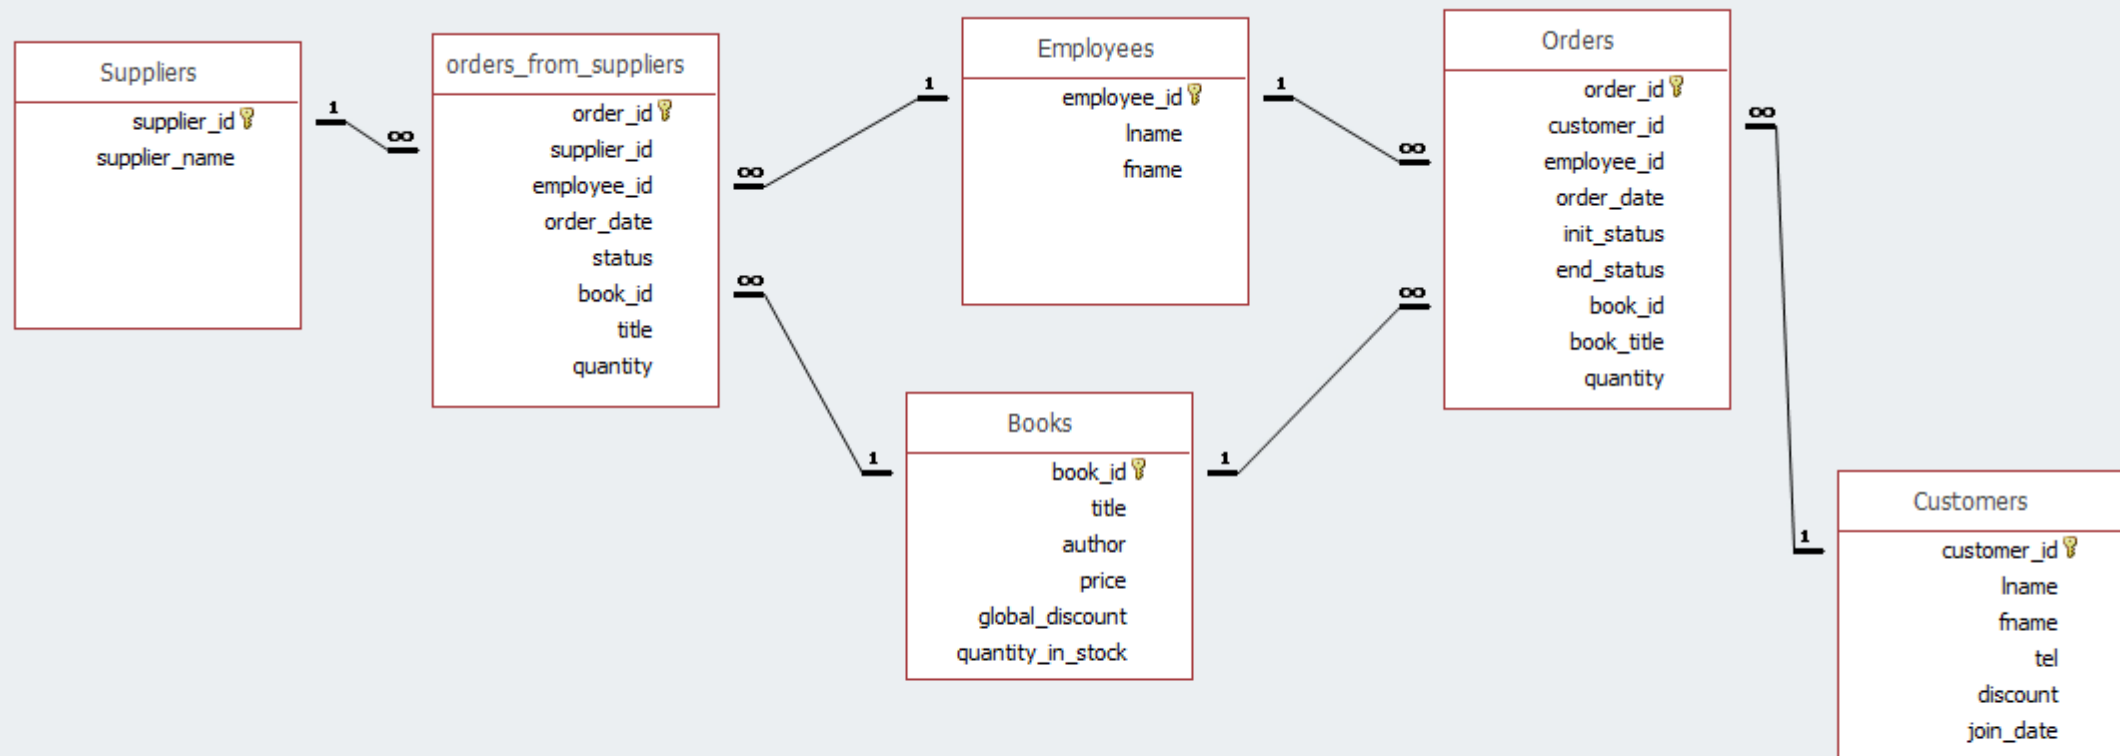 Suppliers
supplier_id
supplier_name
1
∞
orders_from_suppliers
order_id
supplier_id
employee_id
order_date
status
book_id
title
quantity
∞
1
∞
1
Employees
employee_id
lname
fname
1
∞
Books
book_id
title
author
price
global_discount
quantity_in_stock
1
∞
Orders
order_id
customer_id
employee_id
order_date
init_status
end_status
book_id
book_title
quantity
∞
1
Customers
customer_id
lname
fname
tel
discount
join_date